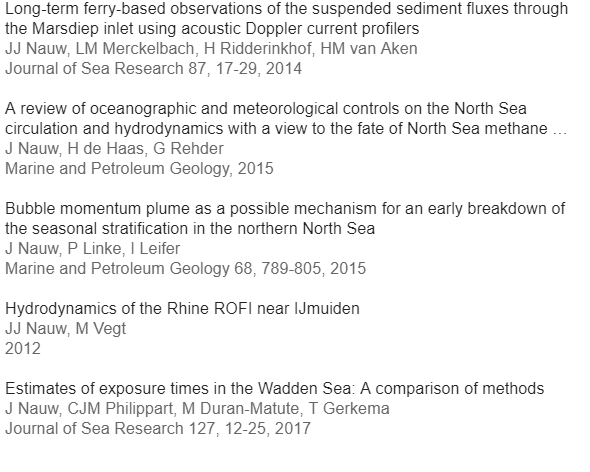 Long-term ferry-based observations of the suspended sediment fluxes through
the Marsdiep inlet using acoustic Doppler current profilers
JJ Nauw, LM Merckelbach, H Ridderinkhof, HM van Aken
Journal of Sea Research 87, 17-29, 2014
A review of oceanographic and meteorological controls on the North Sea
circulation and hydrodynamics with a view to the fate of North Sea methane …
J Nauw, H de Haas, G Rehder
Marine and Petroleum Geology, 2015
Bubble momentum plume as a possible mechanism for an early breakdown of
the seasonal stratification in the northern North Sea
J Nauw, P Linke, I Leifer
Marine and Petroleum Geology 68, 789-805, 2015
Hydrodynamics of the Rhine ROFI near IJmuiden
JJ Nauw, M Vegt
2012
Estimates of exposure times in the Wadden Sea: A comparison of methods
J Nauw, CJM Philippart, M Duran-Matute, T Gerkema
Journal of Sea Research 127, 12-25, 2017